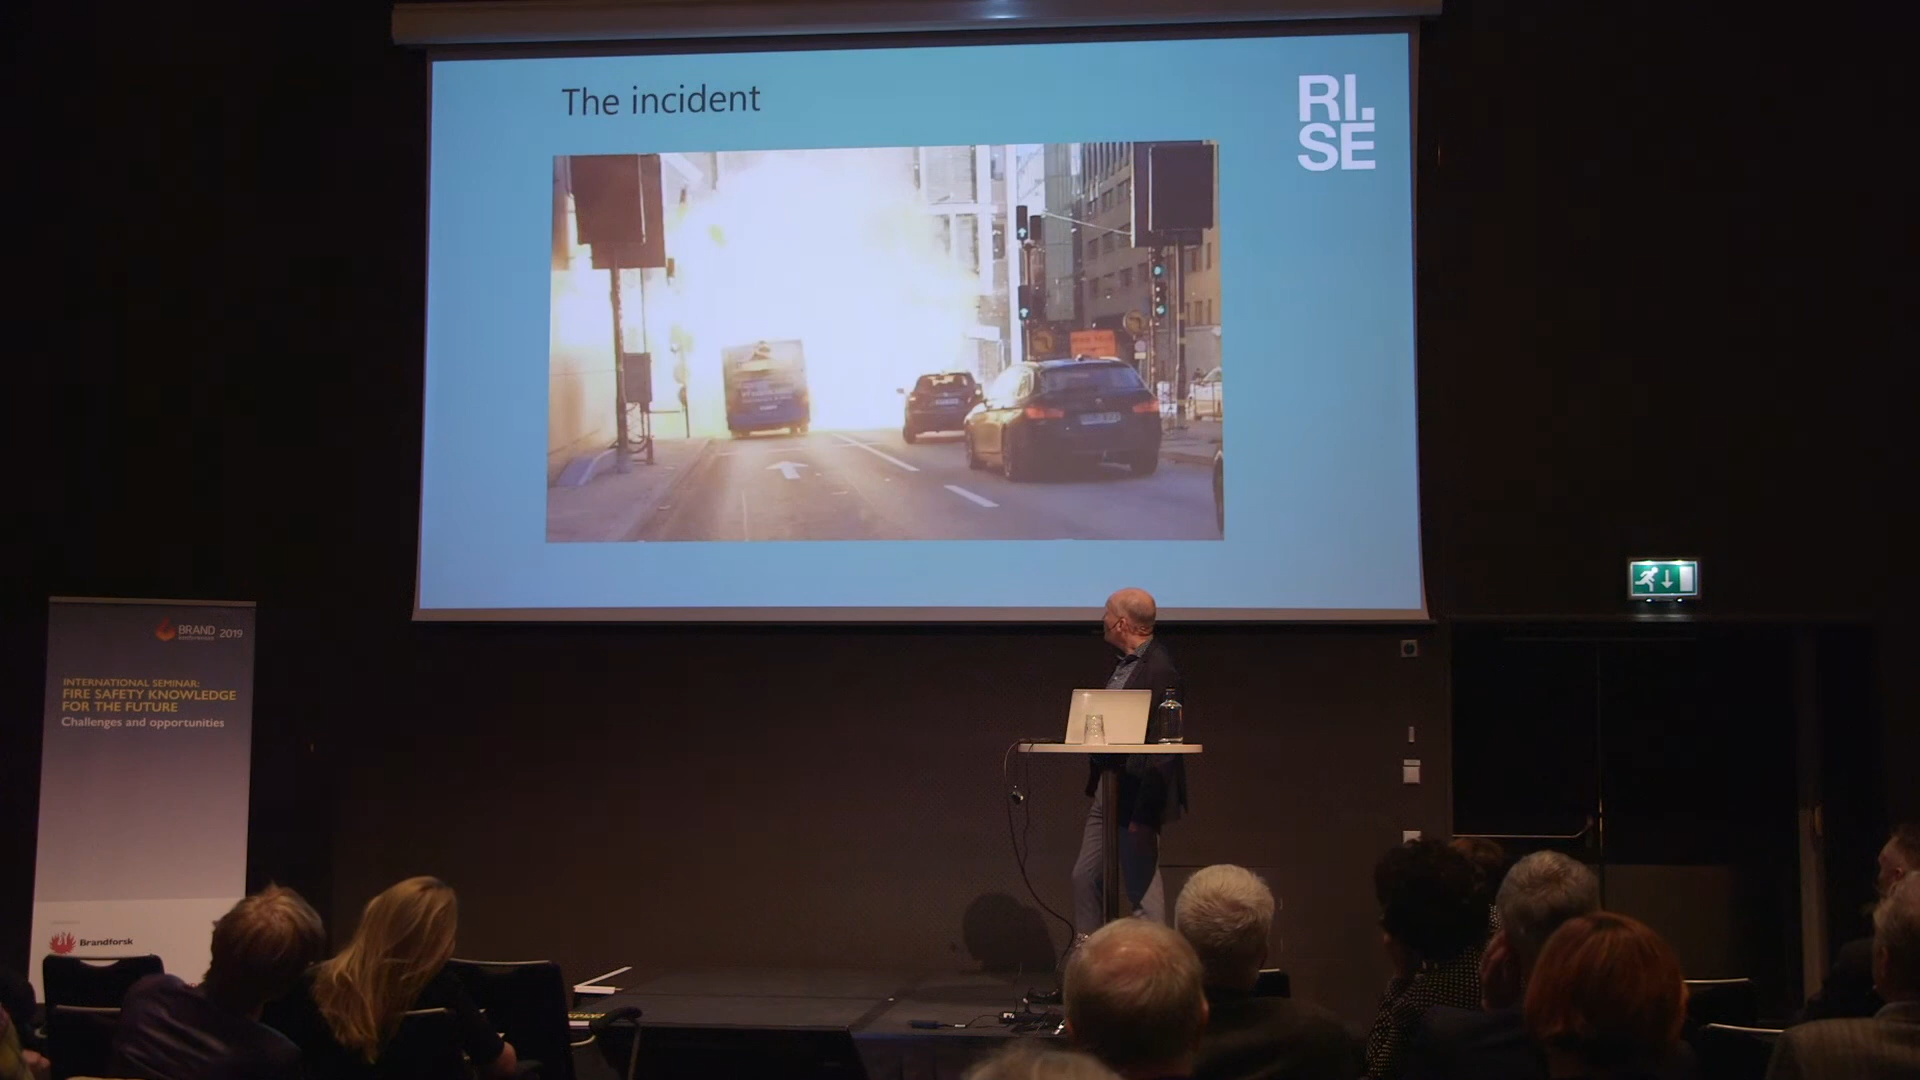 The incident
RI.
SE
BRAND 2019
INTERNATIONAL SEMINAR:
FIRE SAFETY KNOWLEDGE
FOR THE FUTURE
Challenges and opportunities
Brandforsk